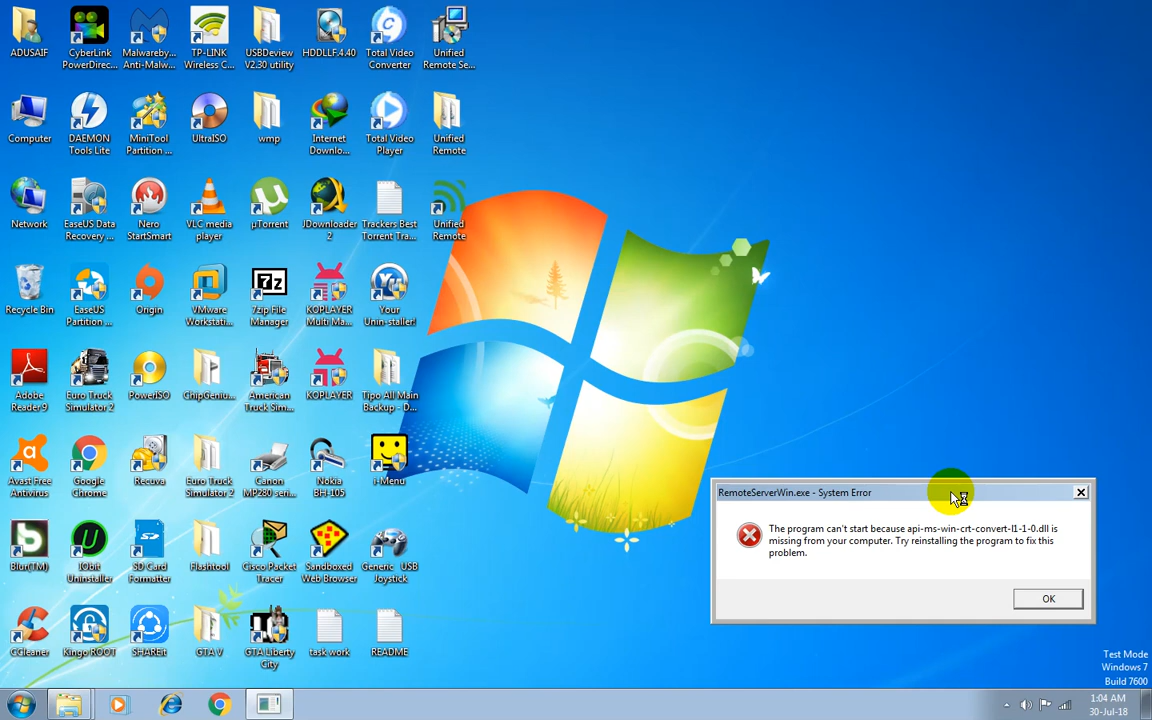 ADUSAIF
CyberLink
PowerDirec...
Malwareby...
Anti-Malw...
TP-LINK
Wireless C...
USBDeview
V2.30 utility
HDDLLF.4.40
Total Video
Converter
Unified
Remote Se...
Computer
DAEMON
Tools Lite
MiniTool
Partition ...
UltraISO
wmp
Internet
Downlo...
Total Video
Player
Unified
Remote
Network
EaseUS Data
Recovery ...
Nero
StartSmart
VLC media
player
µTorrent
JDownloader
2
Trackers Best
Torrent Tra...
Unified
Remote
Recycle Bin
EaseUS
Partition ...
Origin
VMware
Workstati...
7z
7zip File
Manager
KOPLAYER
Multi Ma...
Your
Unin-staller!
Adobe
Reader 9
Euro Truck
Simulator 2
PowerISO
ChipGeniu...
American
Truck Sim...
KOPLAYER
Tipo All Main
Backup - D...
Avast Free
Antivirus
Google
Chrome
Recuva
Euro Truck
Simulator 2
Canon
MP280 seri...
Nokia
BH-105
i-Menu
Blur(TM)
IObit
Uninstaller
SD Card
Formatter
Flashtool
Cisco Packet
Tracer
Sandboxed
Web Browser
Generic USB
Joystick
CCleaner
Kingo ROOT
SHAREit
GTA V
GTA Liberty
City
task work
README
RemoteServerWin.exe - System Error
The program can't start because api-ms-win-crt-convert-l1-1-0.dll is
missing from your computer. Try reinstalling the program to fix this
problem.
OK
Test Mode
Windows 7
Build 7600
1:04 AM
30-Jul-18